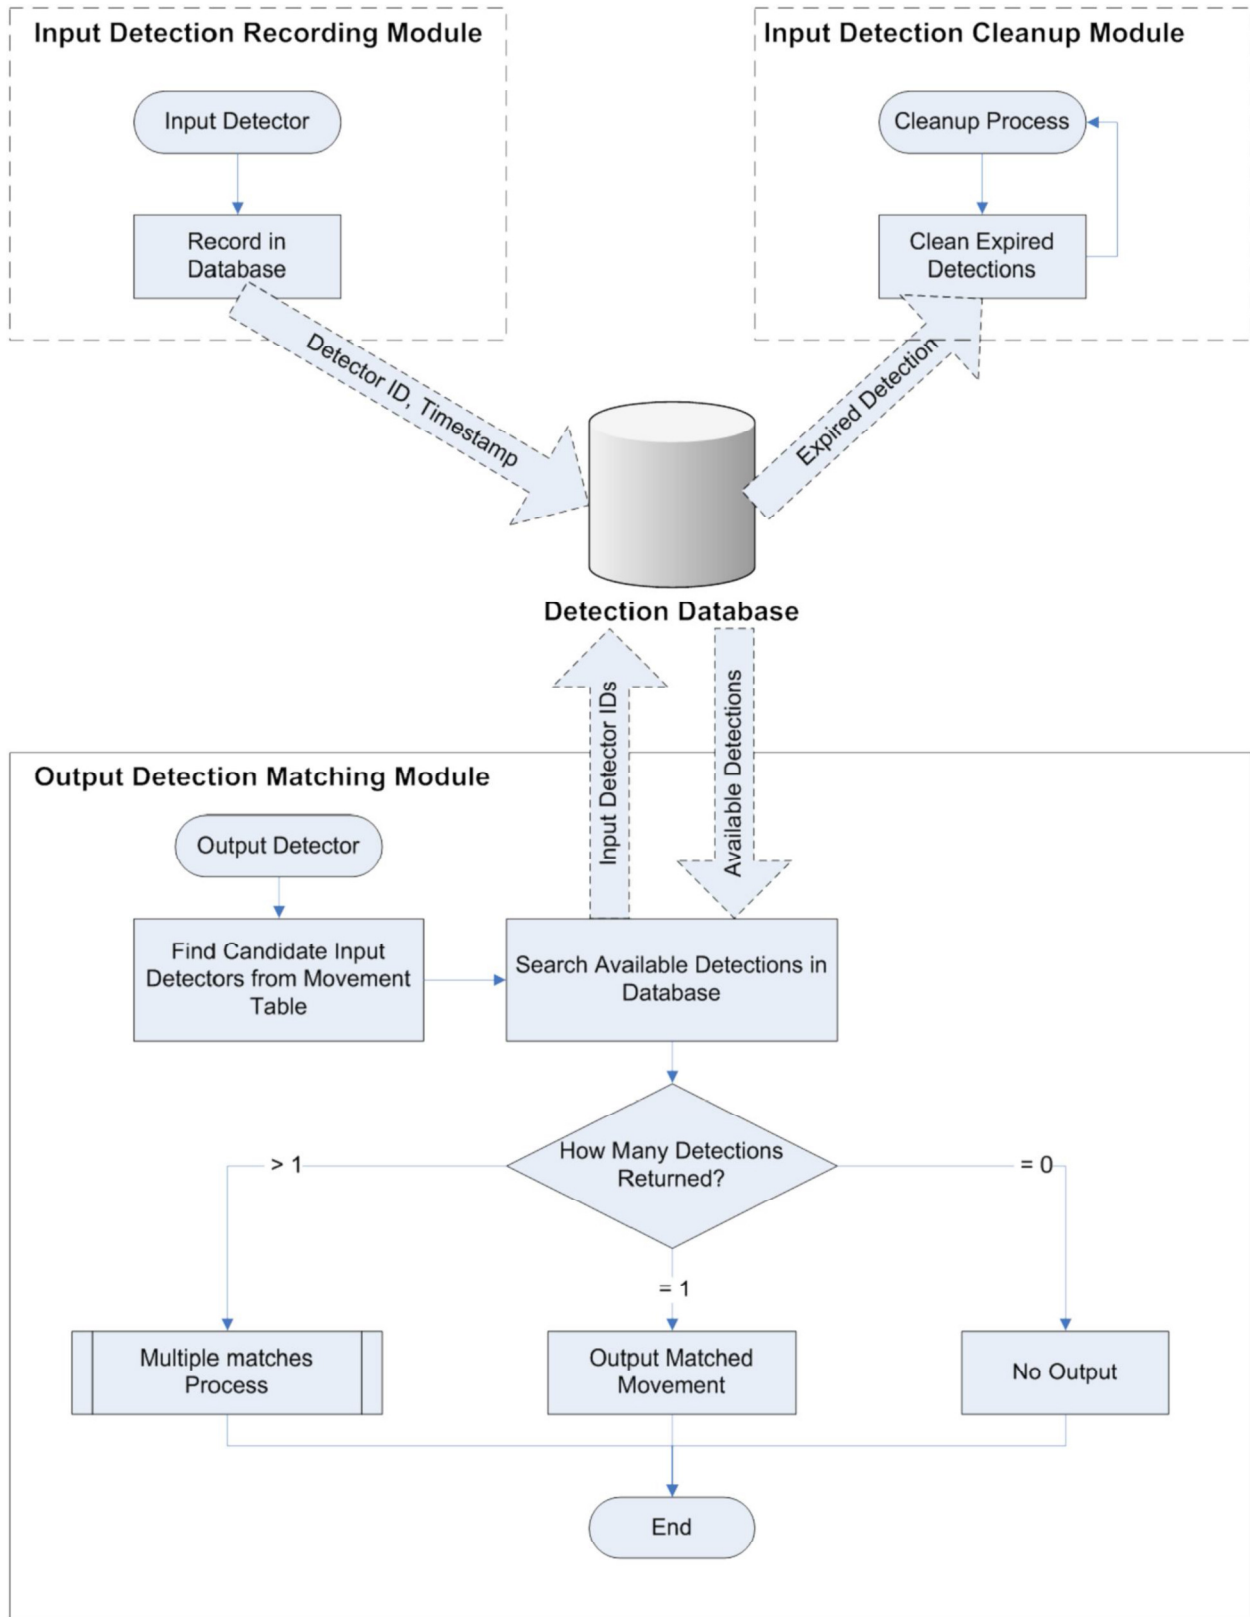 Input Detection Recording Module
Input Detection Cleanup Module
Input Detector
Cleanup Process
Record in
Database
Clean Expired
Detections
Detector ID, Timestamp
Expired Detection
Detection Database
Input Detector IDs
Available Detections
Output Detection Matching Module
Output Detector
Find Candidate Input
Detectors from Movement
Table
Search Available Detections in
Database
How Many Detections
Returned?
> 1
= 0
= 1
Multiple matches
Process
Output Matched
Movement
No Output
End